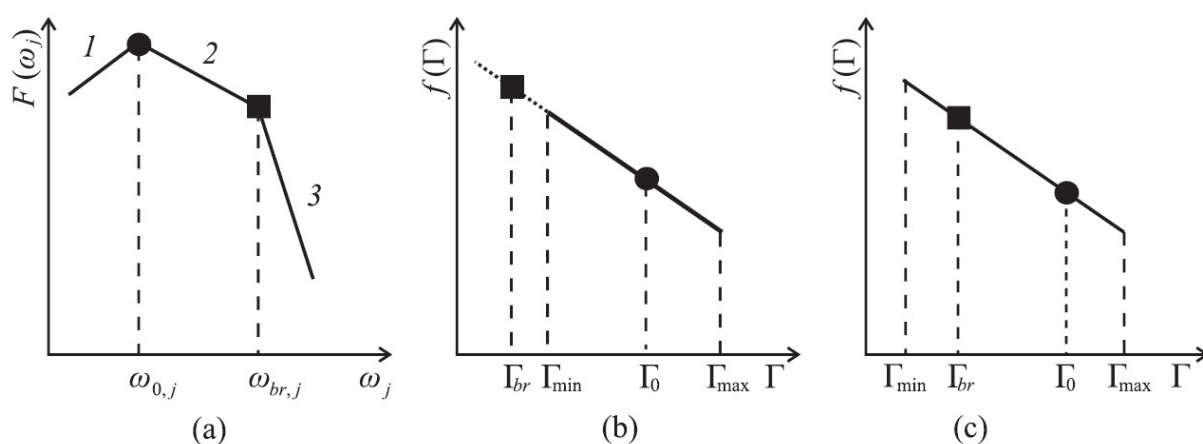 F (ω_j)
1
2
3
ω_{0,j}
ω_{br,j}
ω_j
(a)
f(Γ)
Γ_{br}
Γ_{min}
Γ_0
Γ_{max}
Γ
(b)
f(Γ)
Γ_{min}
Γ_{br}
Γ_0
Γ_{max}
Γ
(c)